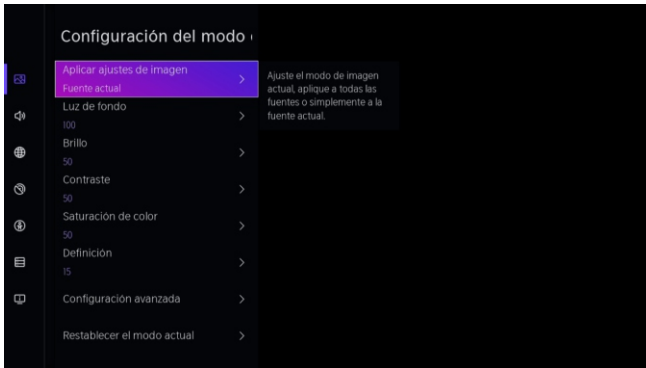 Configuración del modo
Aplicar ajustes de imagen
Fuente actual
Ajuste el modo de imagen
actual, aplique a todas las
fuentes o simplemente a la
fuente actual.
Luz de fondo
100
Brillo
50
Contraste
50
Saturación de color
50
Definición
15
Configuración avanzada
Restablecer el modo actual